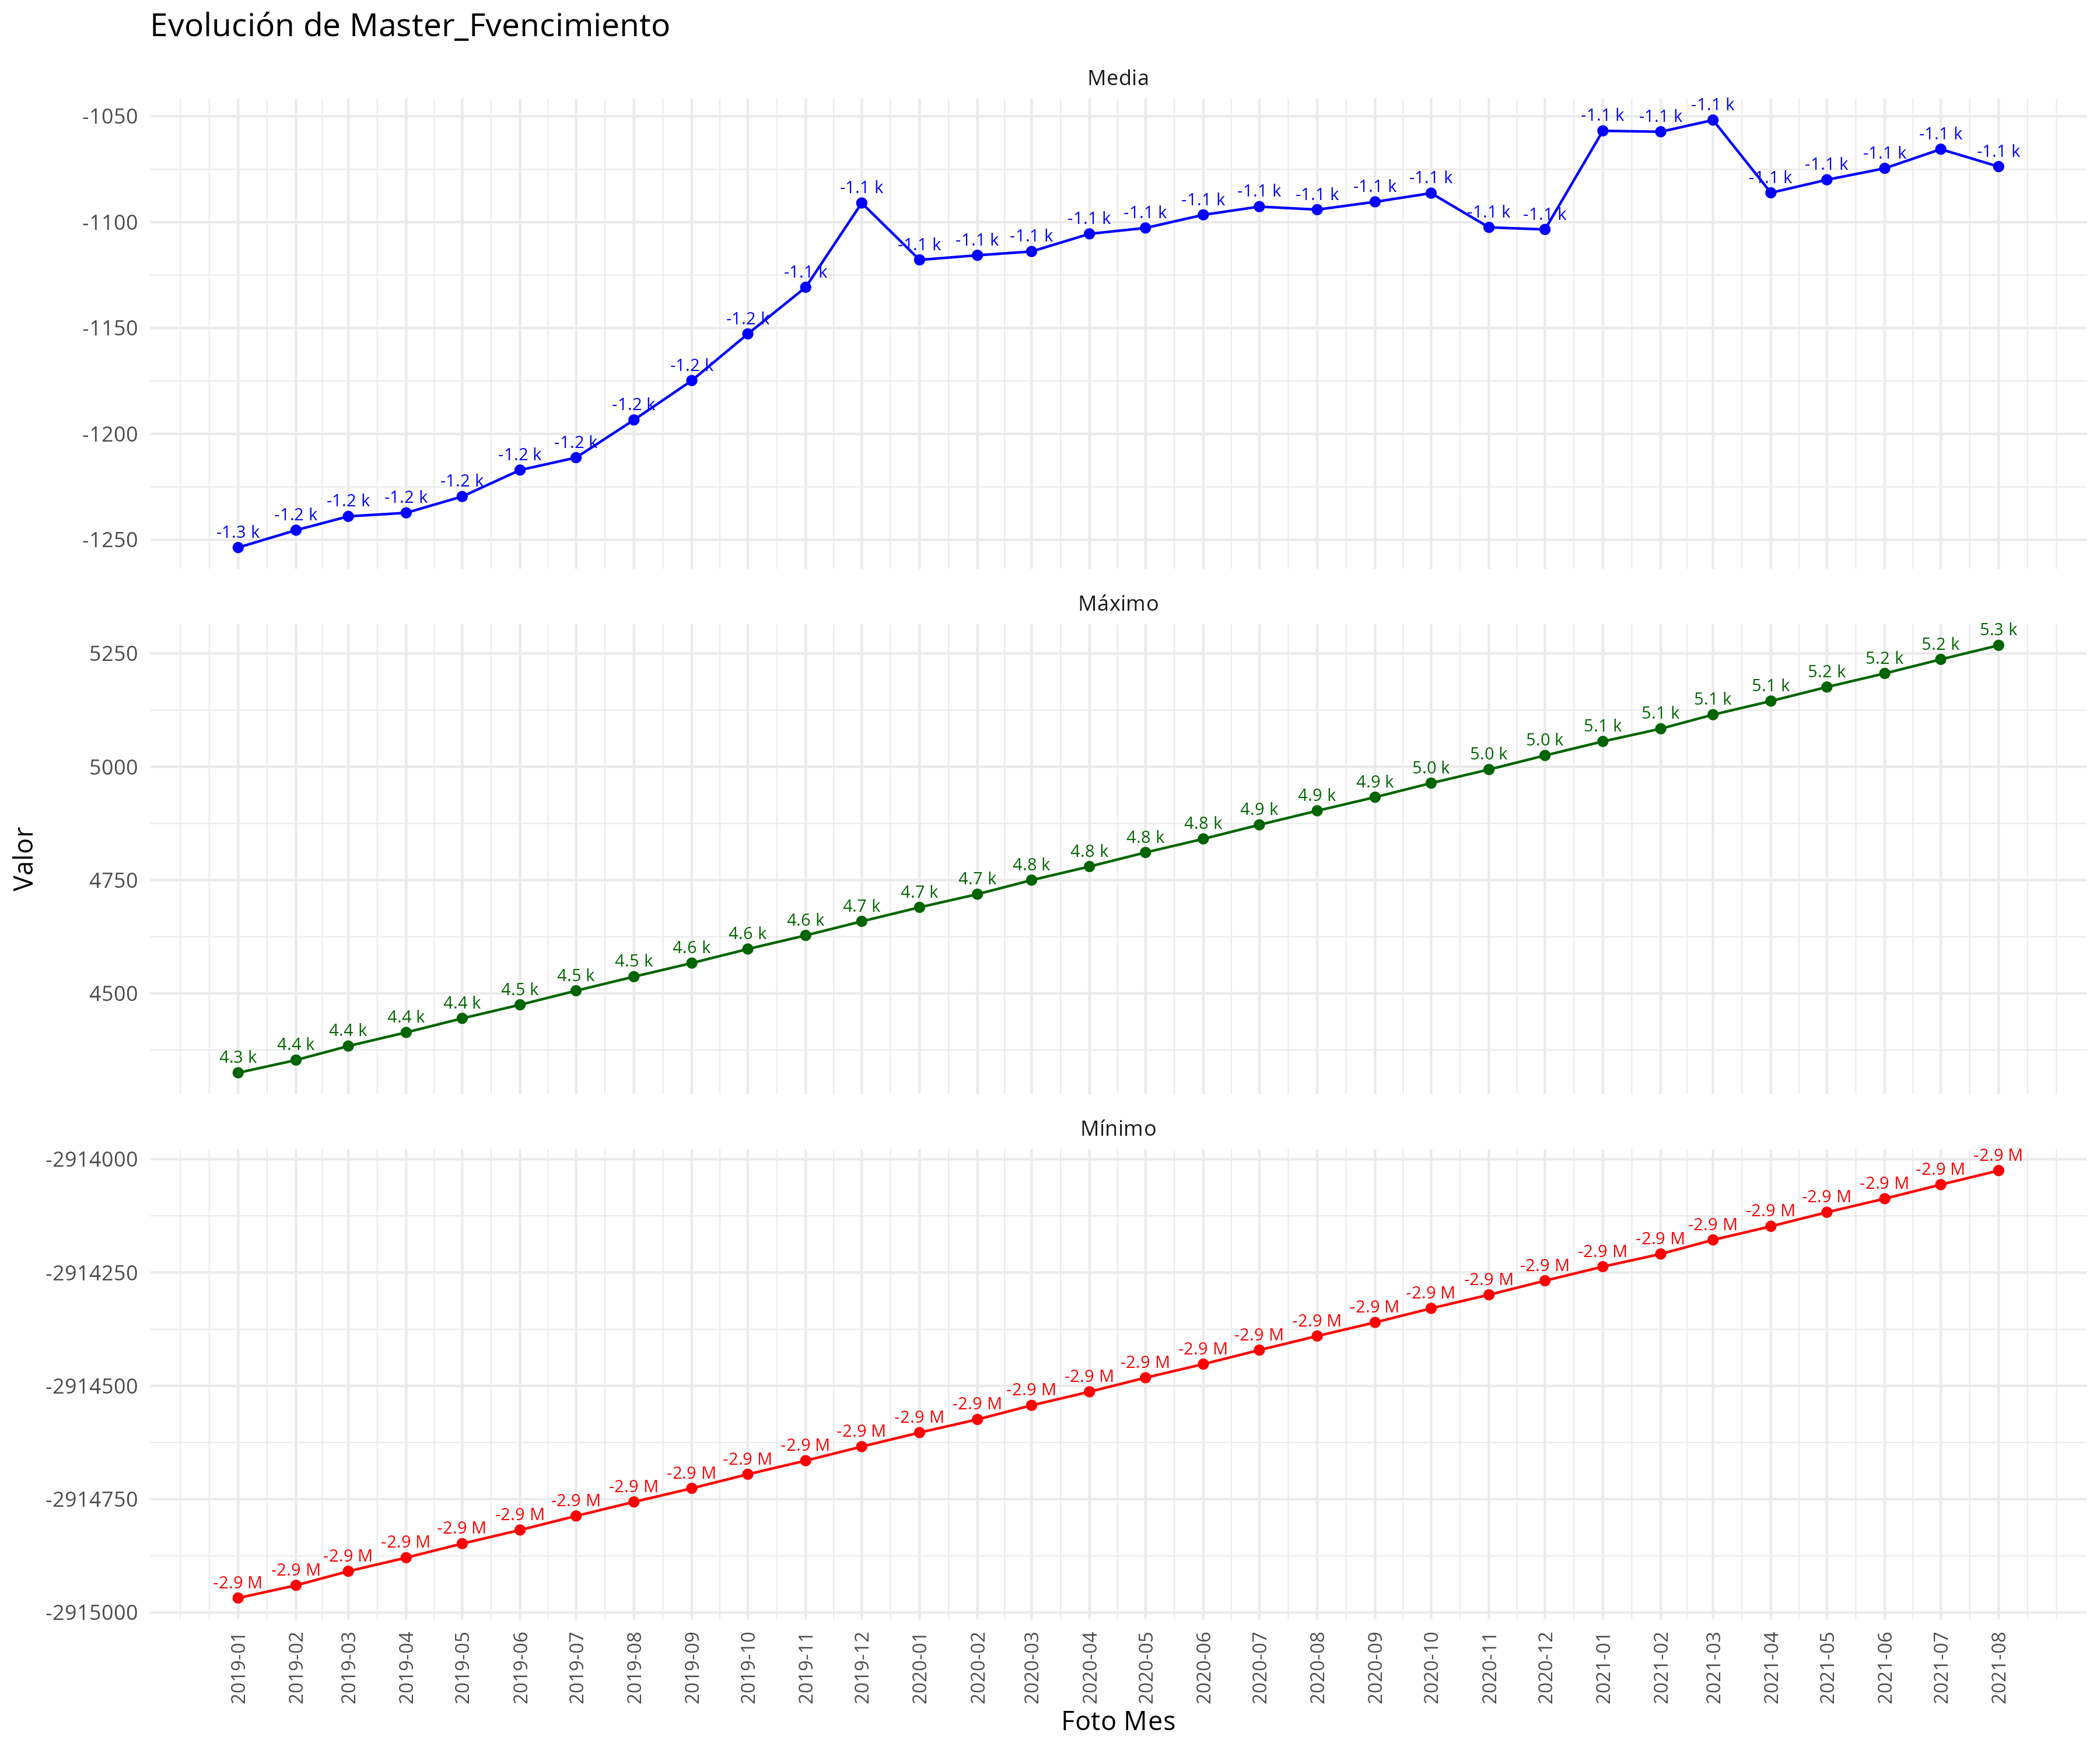 Evolución de Master_Fvencimiento
Media
-1050
-1100
-1150
-1200
-1250
-1.3 k -1.2 k -1.2 k -1.2 k -1.2 k -1.2 k -1.2 k -1.2 k -1.2 k -1.2 k -1.1 k -1.1 k -1.1 k -1.1 k -1.1 k -1.1 k -1.1 k -1.1 k -1.1 k -1.1 k -1.1 k -1.1 k -1.1 k -1.1 k -1.1 k -1.1 k -1.1 k -1.1 k -1.1 k -1.1 k -1.1 k -1.1 k
Máximo
5250
5000
4750
4500
4.3 k 4.4 k 4.4 k 4.4 k 4.4 k 4.5 k 4.5 k 4.5 k 4.6 k 4.6 k 4.6 k 4.7 k 4.7 k 4.7 k 4.8 k 4.8 k 4.8 k 4.8 k 4.9 k 4.9 k 4.9 k 5.0 k 5.0 k 5.0 k 5.1 k 5.1 k 5.1 k 5.1 k 5.2 k 5.2 k 5.2 k 5.3 k
Valor
Mínimo
-2914000
-2914250
-2914500
-2914750
-2915000
-2.9 M -2.9 M -2.9 M -2.9 M -2.9 M -2.9 M -2.9 M -2.9 M -2.9 M -2.9 M -2.9 M -2.9 M -2.9 M -2.9 M -2.9 M -2.9 M -2.9 M -2.9 M -2.9 M -2.9 M -2.9 M -2.9 M -2.9 M -2.9 M -2.9 M -2.9 M -2.9 M -2.9 M -2.9 M -2.9 M -2.9 M -2.9 M
2019-01 2019-02 2019-03 2019-04 2019-05 2019-06 2019-07 2019-08 2019-09 2019-10 2019-11 2019-12 2020-01 2020-02 2020-03 2020-04 2020-05 2020-06 2020-07 2020-08 2020-09 2020-10 2020-11 2020-12 2021-01 2021-02 2021-03 2021-04 2021-05 2021-06 2021-07 2021-08
Foto Mes